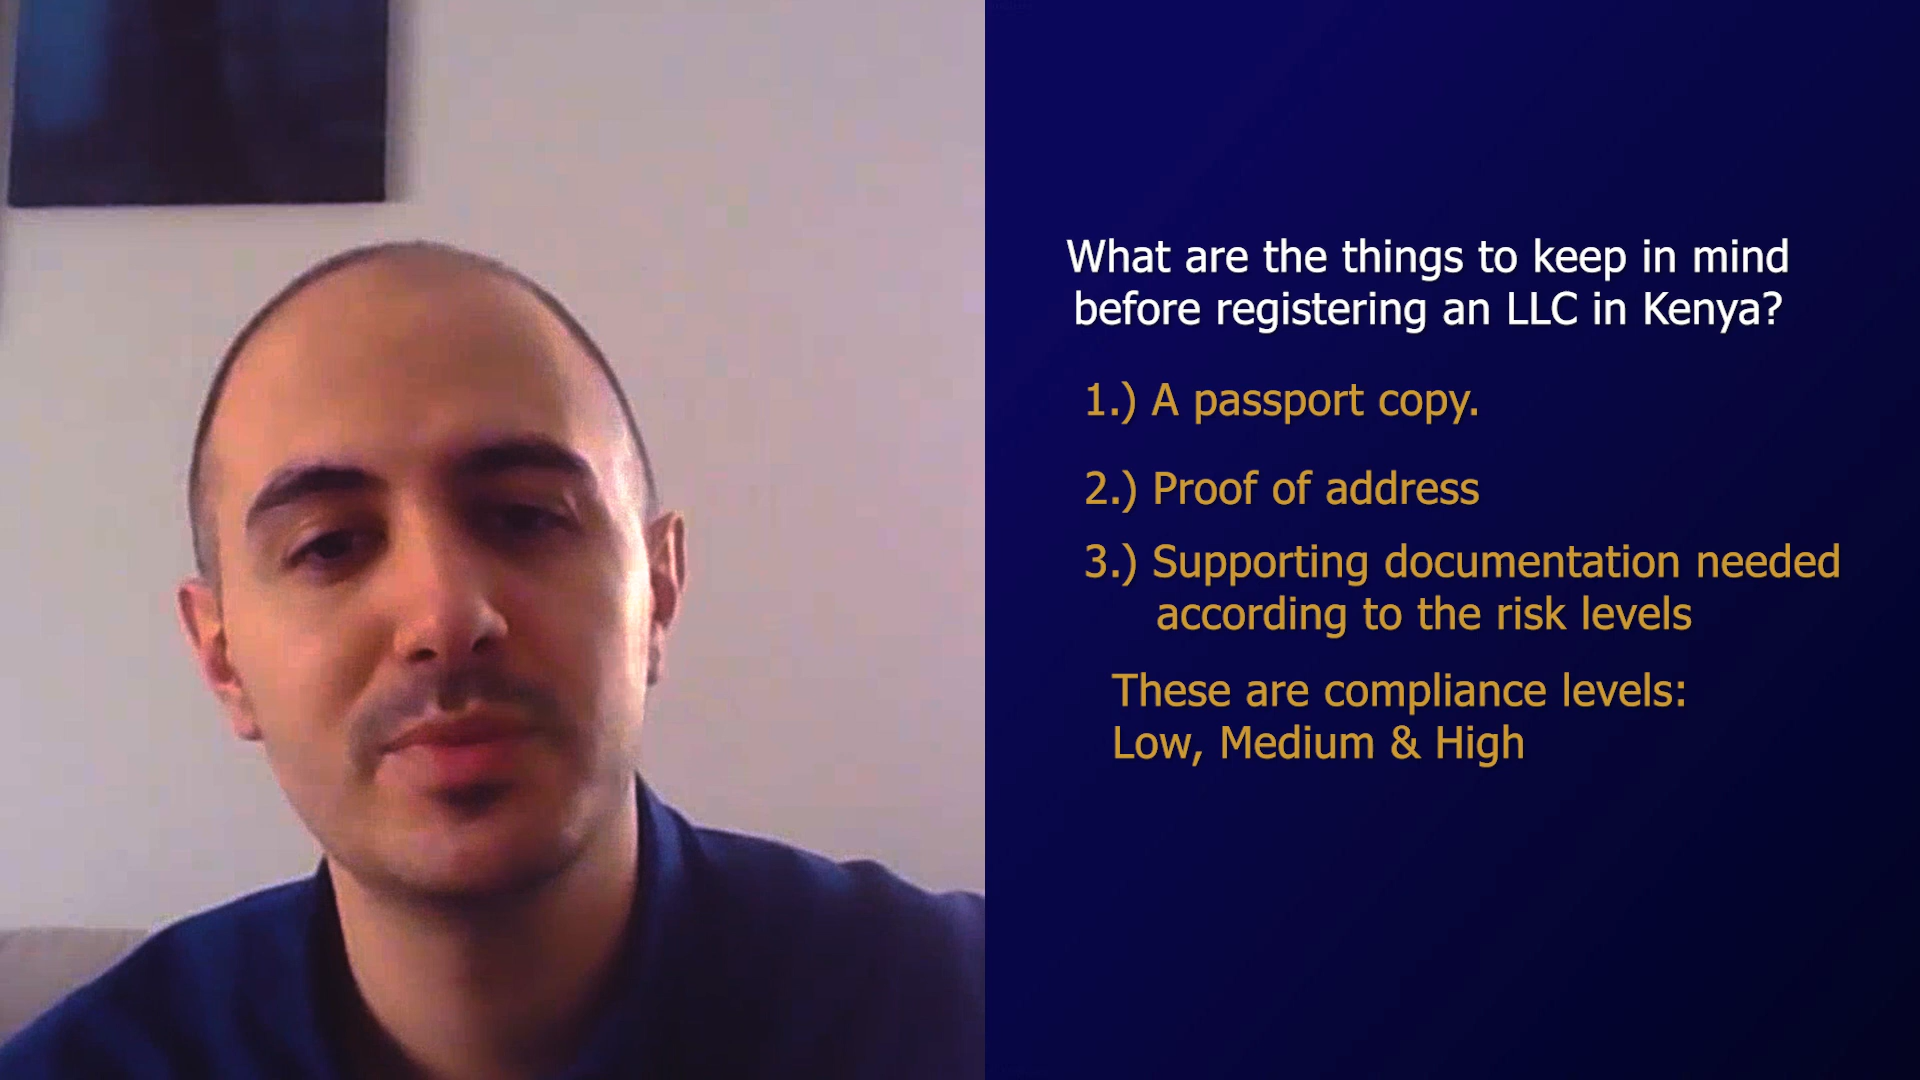 What are the things to keep in mind
before registering an LLC in Kenya?
1.) A passport copy.
2.) Proof of address
3.) Supporting documentation needed
according to the risk levels
These are compliance levels:
Low, Medium & High